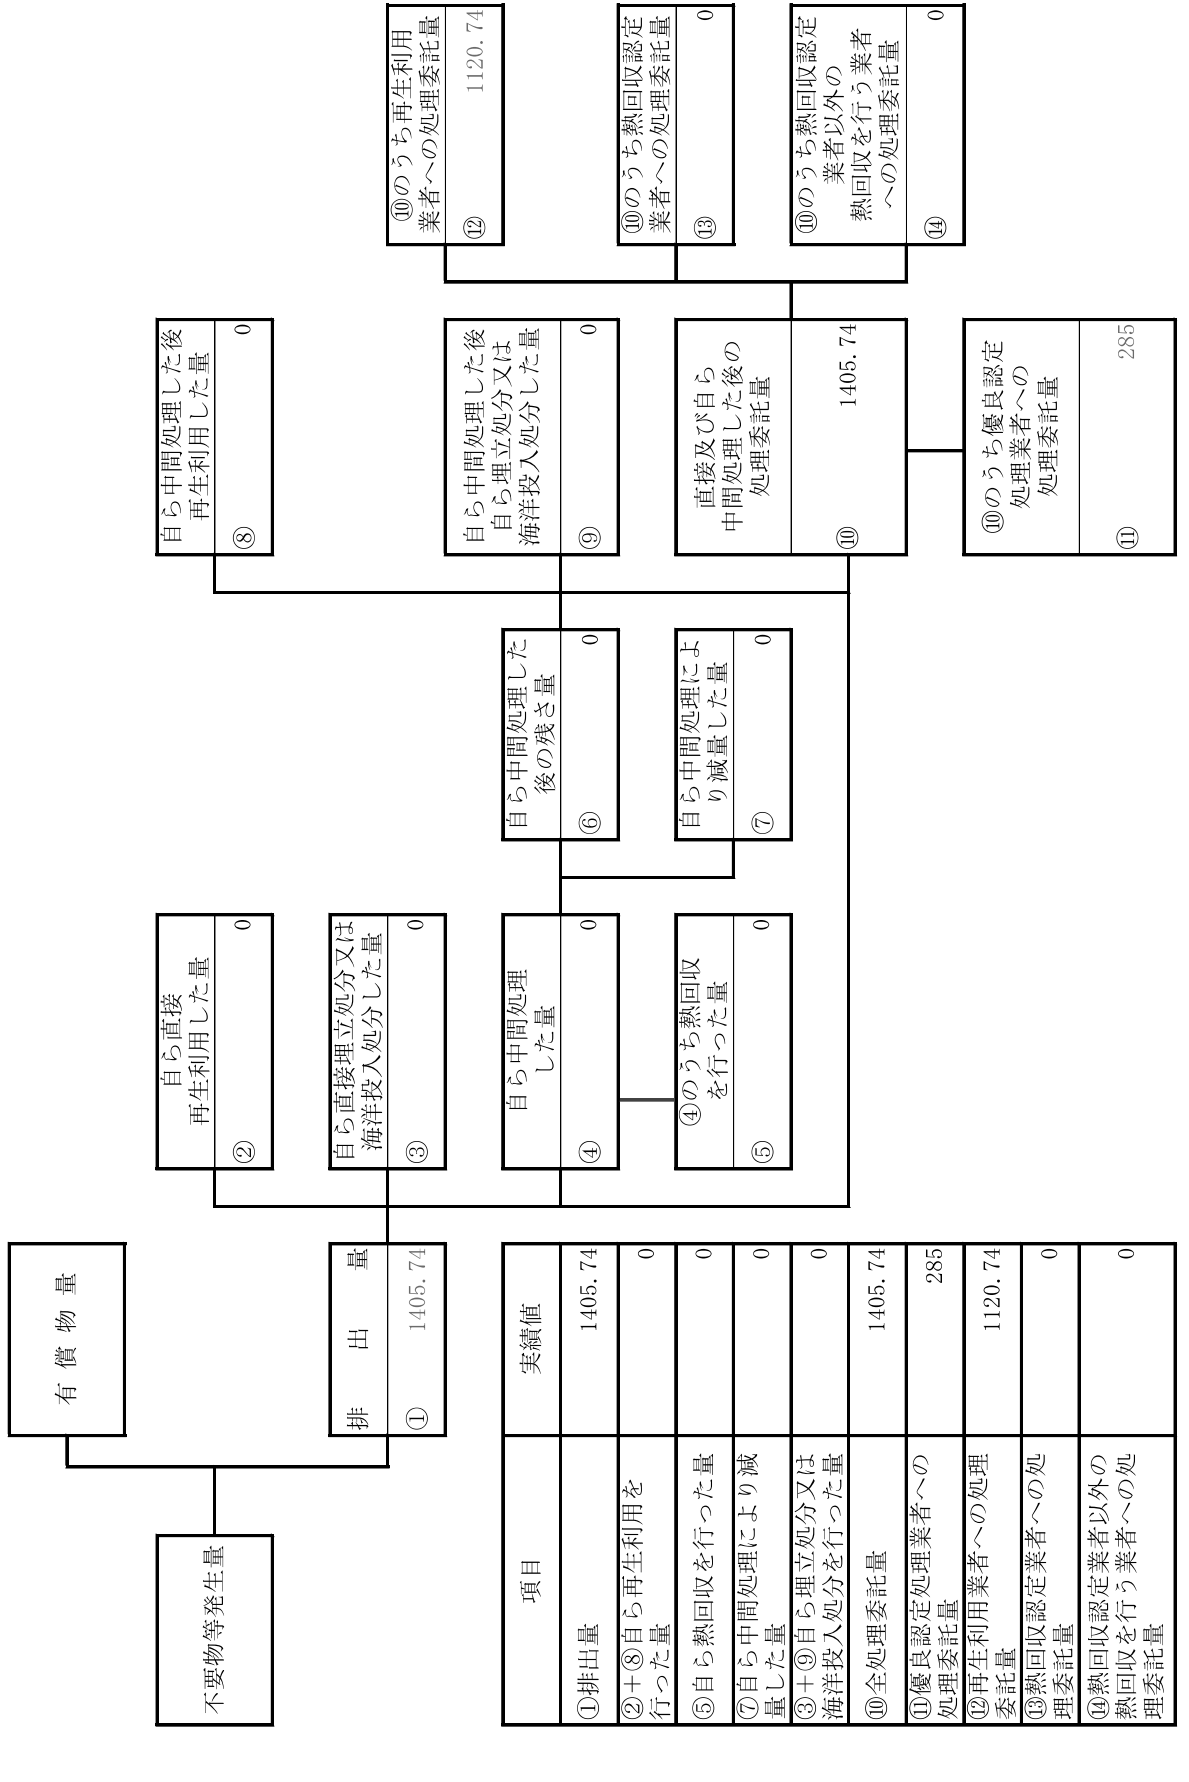 不要物等発生量
有償物量
排出量
① 1405.74
自ら直接
再生利用した量
② 0
自ら直接埋立処分又は
海洋投入処分した量
③ 0
自ら中間処理
した量
④ 0
④のうち熱回収
を行った量
⑤ 0
自ら中間処理した
後の残さ量
⑥ 0
自ら中間処理によ
り減量した量
⑦ 0
自ら中間処理した後
再生利用した量
⑧ 0
自ら中間処理した後
自ら埋立処分又は
海洋投入処分した量
⑨ 0
直接及び自ら
中間処理した後の
処理委託量
⑩ 1405.74
⑩のうち優良認定
処理業者への
処理委託量
⑪ 285
⑩のうち再生利用
業者への処理委託量
⑫ 1120.74
⑩のうち熱回収認定
業者への処理委託量
⑬ 0
⑩のうち熱回収認定
業者以外の
熱回収を行う業者
への処理委託量
⑭ 0
項目 実績値
①排出量 1405.74
②＋⑧自ら再生利用を
行った量 0
⑤自ら熱回収を行った量 0
⑦自ら中間処理により減
量した量 0
③＋⑨自ら埋立処分又は
海洋投入処分を行った量 0
⑩全処理委託量 1405.74
⑪優良認定処理業者への
処理委託量 285
⑫再生利用業者への処理
委託量 1120.74
⑬熱回収認定業者への処
理委託量 0
⑭熱回収認定業者以外の
熱回収を行う業者への処
理委託量 0